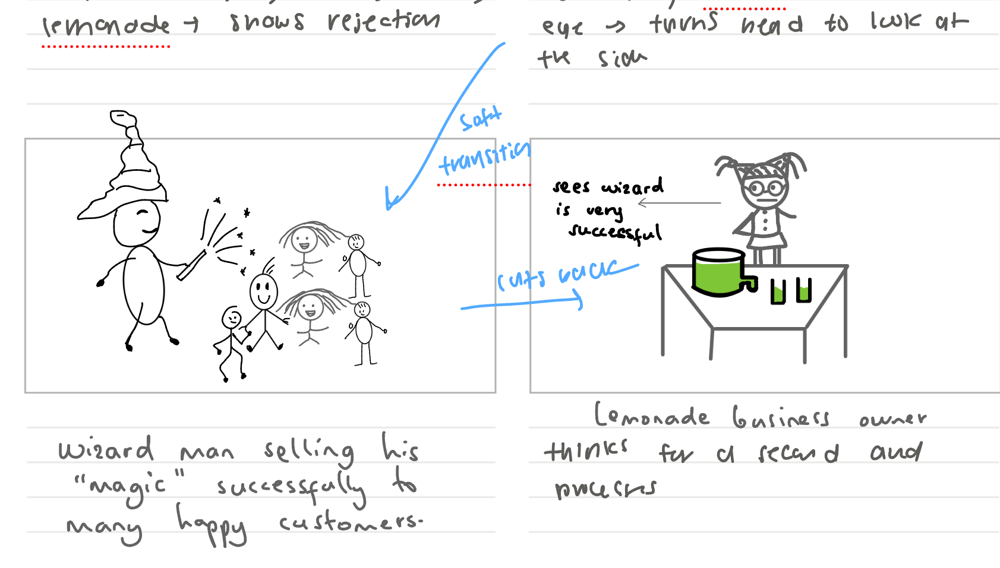 lemonade → shows rejection
eye → turns head to look at
the side
soft
transition
sees wizard
is very
successful
cuts back
wizard man selling his
"magic" successfully to
many happy customers.
Lemonade business owner
thinks for a second and
process